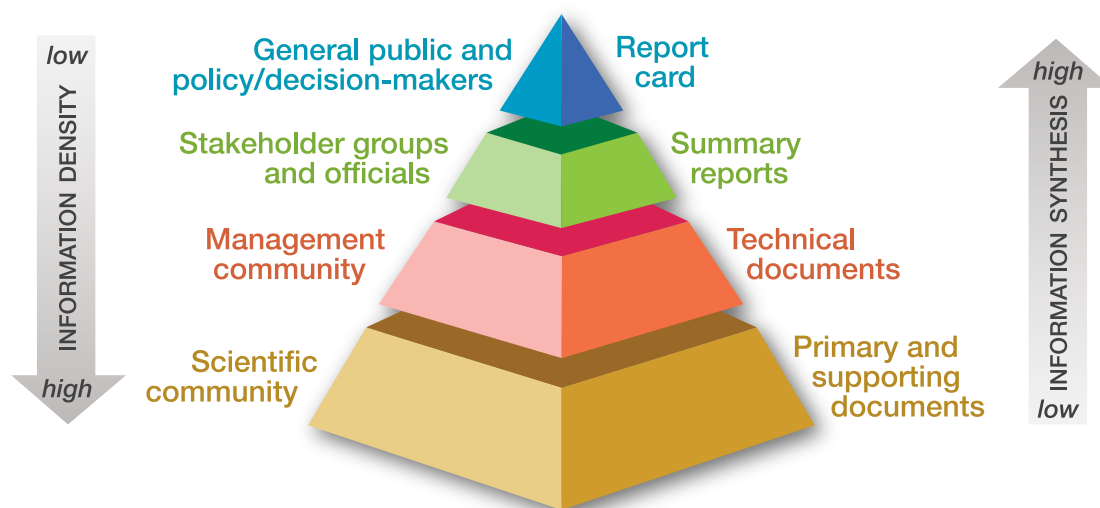 low
INFORMATION DENSITY
high
General public and
policy/decision-makers
Report
card
Stakeholder groups
and officials
Summary
reports
Management
community
Technical
documents
Scientific
community
Primary and
supporting
documents
high
INFORMATION SYNTHESIS
low